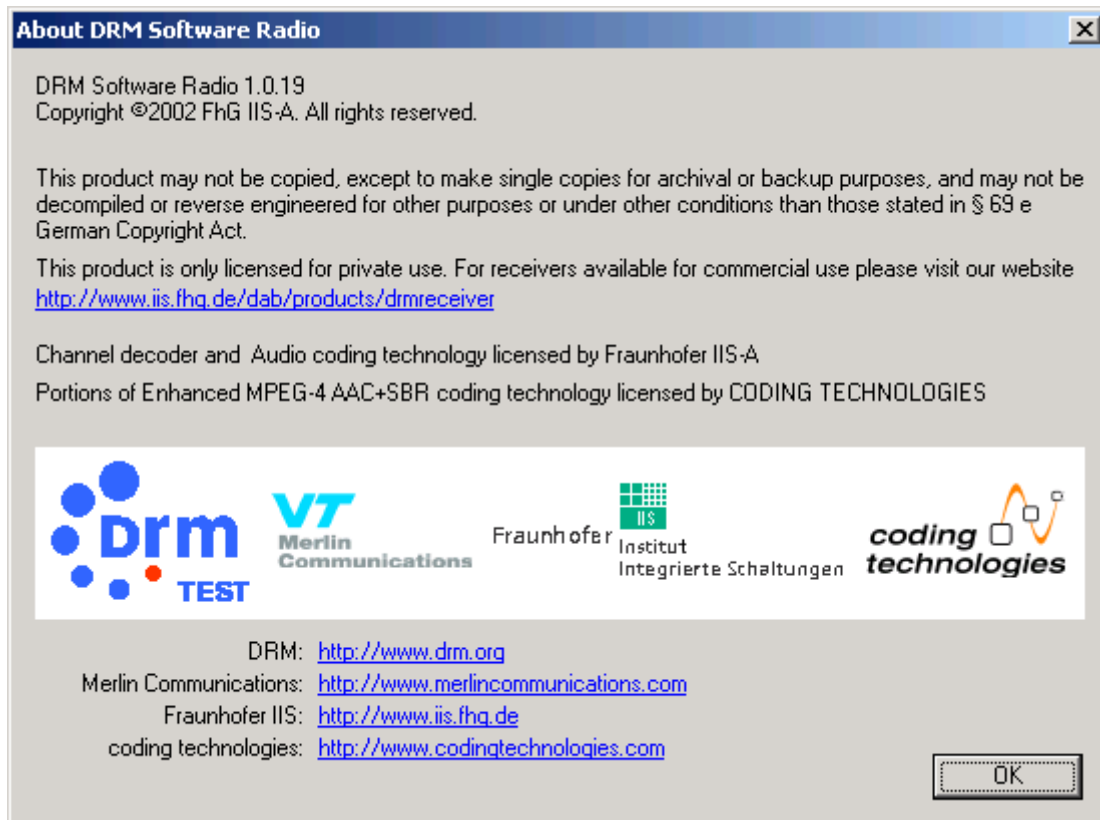 About DRM Software Radio
DRM Software Radio 1.0.19
Copyright ©2002 FhG IIS-A. All rights reserved.
This product may not be copied, except to make single copies for archival or backup purposes, and may not be
decompiled or reverse engineered for other purposes or under other conditions than those stated in § 69 e
German Copyright Act.
This product is only licensed for private use. For receivers available for commercial use please visit our website
http://www.iis.fhg.de/dab/products/drmreceiver
Channel decoder and Audio coding technology licensed by Fraunhofer IIS-A
Portions of Enhanced MPEG-4 AAC+SBR coding technology licensed by CODING TECHNOLOGIES
Drm
TEST
VT
Merlin
Communications
Fraunhofer
IIS
Institut
Integrierte Schaltungen
coding
technologies
DRM: http://www.drm.org
Merlin Communications: http://www.merlincommunications.com
Fraunhofer IIS: http://www.iis.fhg.de
coding technologies: http://www.codingtechnologies.com
OK